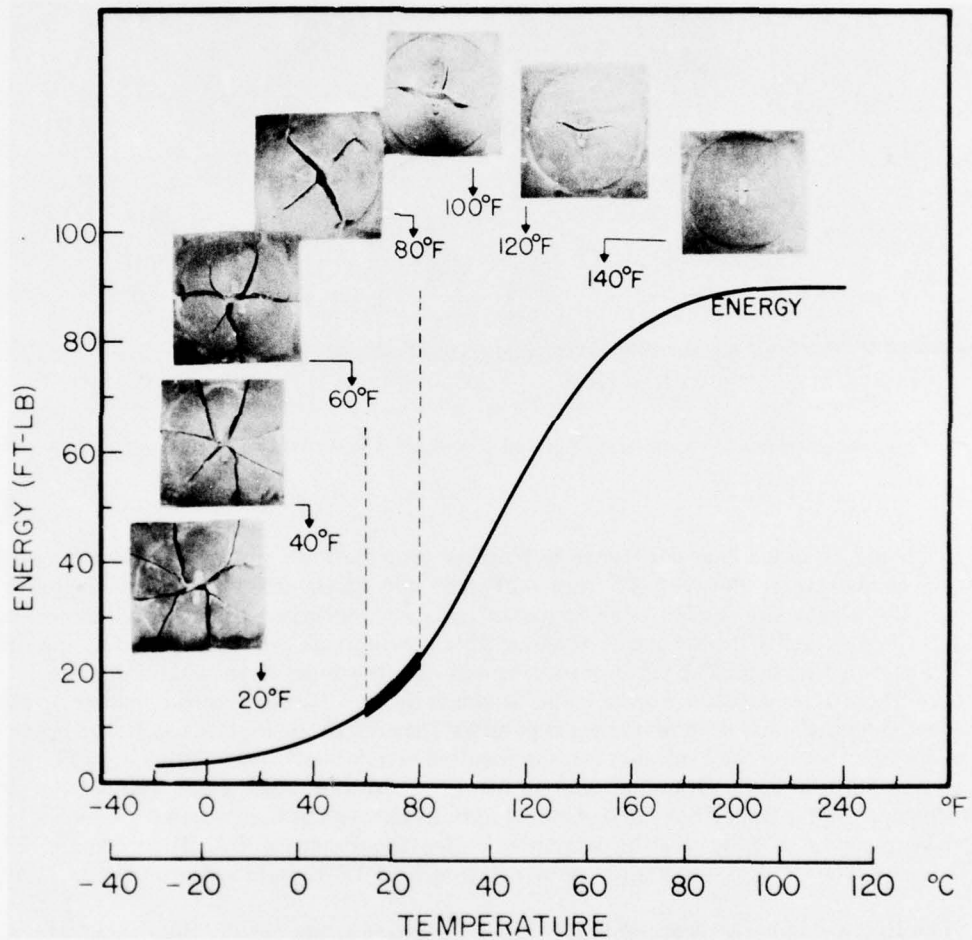 100°F
80°F
120°F
140°F
ENERGY
60°F
40°F
20°F
ENERGY (FT-LB)
100
80
60
40
20
0
-40 0 40 80 120 160 200 240 °F
-40 -20 0 20 40 60 80 100 120 °C
TEMPERATURE